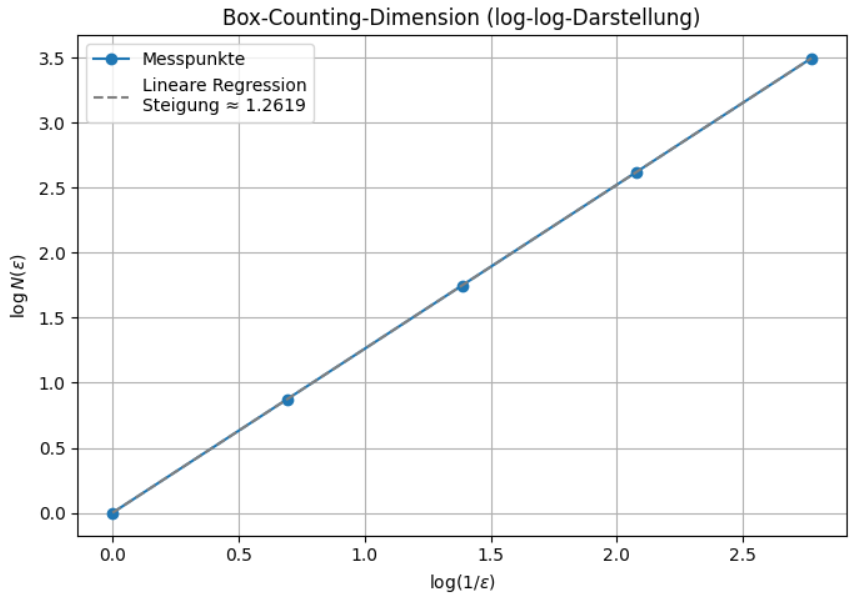 Box-Counting-Dimension (log-log-Darstellung)
Messpunkte
Lineare Regression
Steigung ≈ 1.2619
log N(ε)
3.5
3.0
2.5
2.0
1.5
1.0
0.5
0.0
0.0 0.5 1.0 1.5 2.0 2.5
log(1/ε)